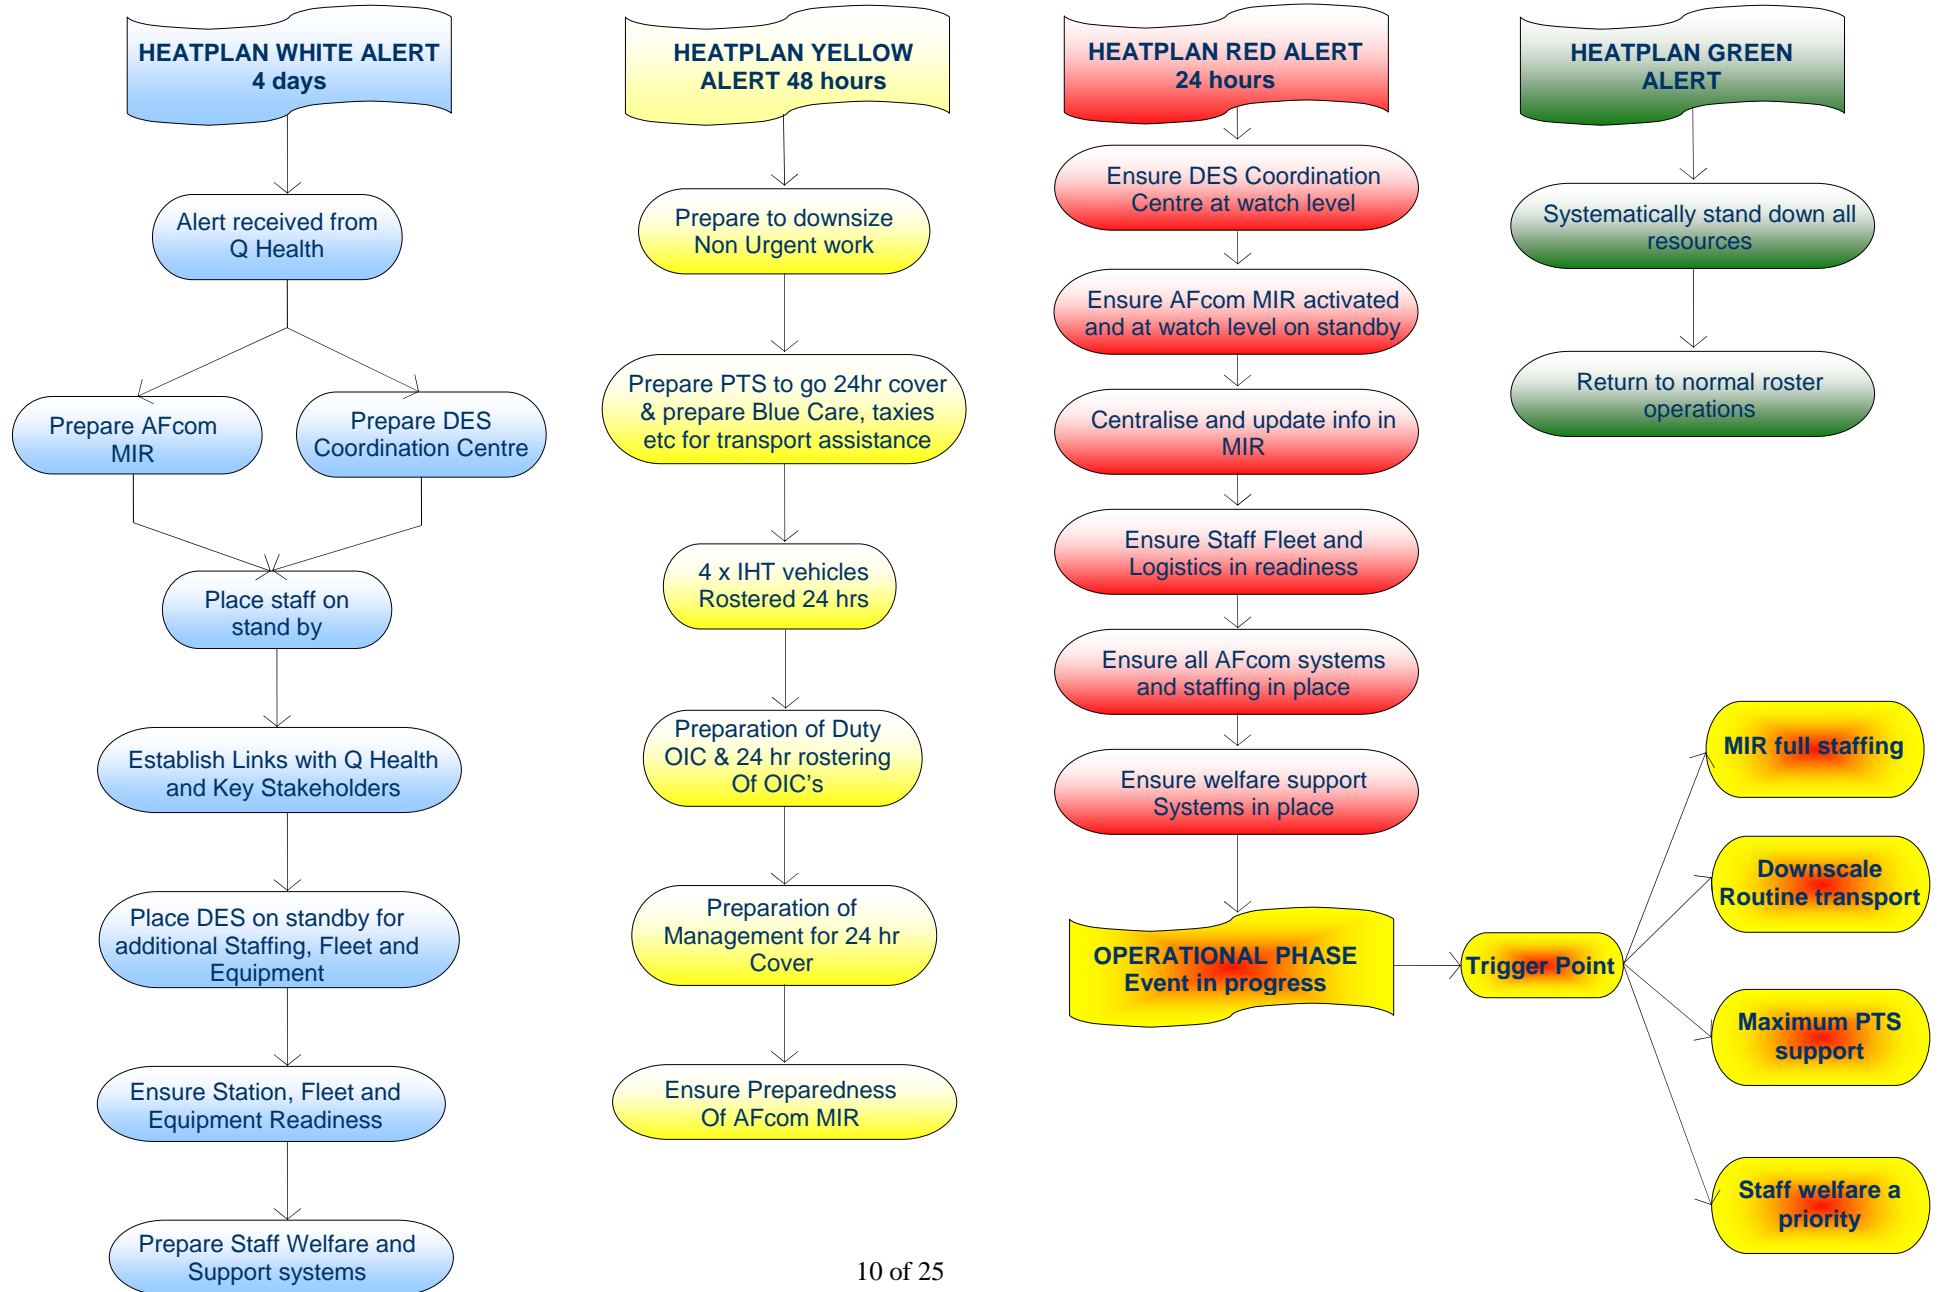 HEATPLAN WHITE ALERT
4 days
Alert received from
Q Health
Prepare AFcom
MIR
Prepare DES
Coordination Centre
Place staff on
stand by
Establish Links with Q Health
and Key Stakeholders
Place DES on standby for
additional Staffing, Fleet and
Equipment
Ensure Station, Fleet and
Equipment Readiness
Prepare Staff Welfare and
Support systems
HEATPLAN YELLOW
ALERT 48 hours
Prepare to downsize
Non Urgent work
Prepare PTS to go 24hr cover
& prepare Blue Care, taxies
etc for transport assistance
4 x IHT vehicles
Rostered 24 hrs
Preparation of Duty
OIC & 24 hr rostering
Of OIC's
Preparation of
Management for 24 hr
Cover
Ensure Preparedness
Of AFcom MIR
HEATPLAN RED ALERT
24 hours
Ensure DES Coordination
Centre at watch level
Ensure AFcom MIR activated
and at watch level on standby
Centralise and update info in
MIR
Ensure Staff Fleet and
Logistics in readiness
Ensure all AFcom systems
and staffing in place
Ensure welfare support
Systems in place
OPERATIONAL PHASE
Event in progress
Trigger Point
MIR full staffing
Downscale
Routine transport
Maximum PTS
support
Staff welfare a
priority
HEATPLAN GREEN
ALERT
Systematically stand down all
resources
Return to normal roster
operations
10 of 25